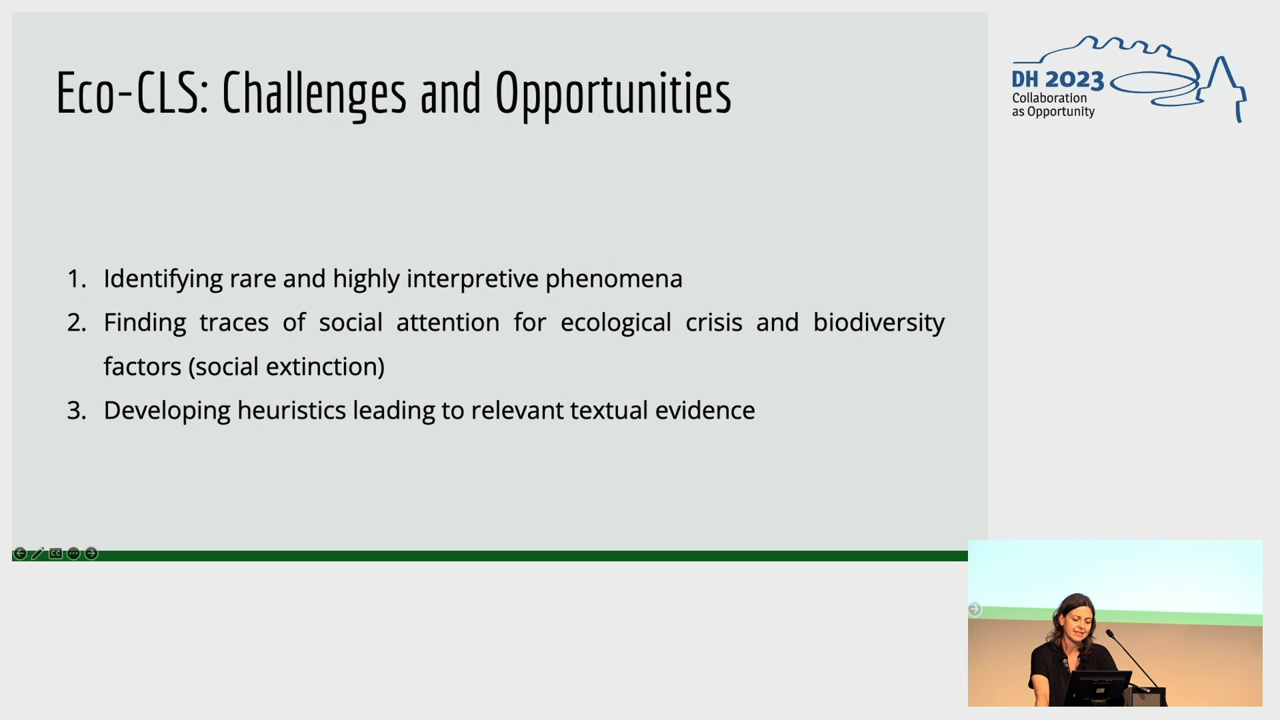 Eco-CLS: Challenges and Opportunities
DH 2023
Collaboration
as Opportunity
1. Identifying rare and highly interpretive phenomena
2. Finding traces of social attention for ecological crisis and biodiversity
factors (social extinction)
3. Developing heuristics leading to relevant textual evidence
CC